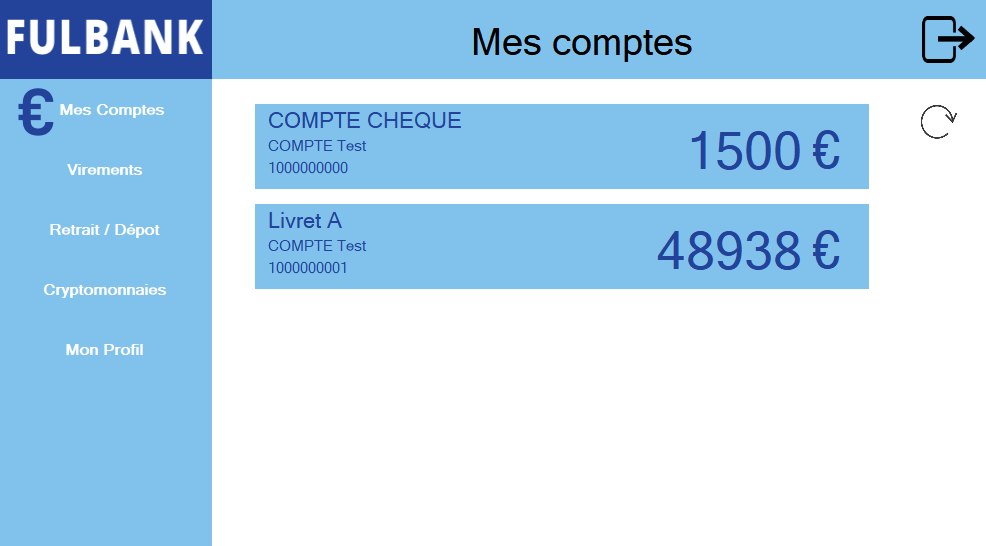 FULBANK
Mes comptes
€ Mes Comptes
Virements
Retrait / Dépot
Cryptomonnaies
Mon Profil
COMPTE CHEQUE
COMPTE Test
1000000000
1500 €
Livret A
COMPTE Test
1000000001
48938 €